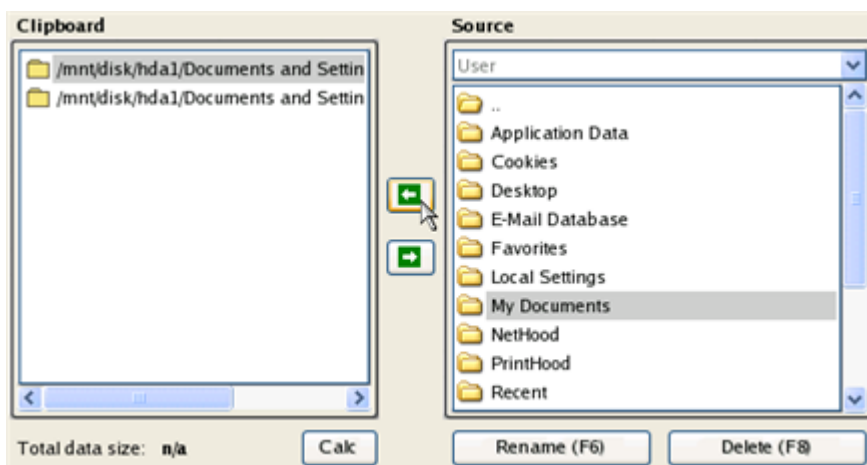 Clipboard
/mnt/disk/hda1/Documents and Settin
/mnt/disk/hda1/Documents and Settin
Total data size: n/a
Calc
Source
User
..
Application Data
Cookies
Desktop
E-Mail Database
Favorites
Local Settings
My Documents
NetHood
PrintHood
Recent
Rename (F6)
Delete (F8)